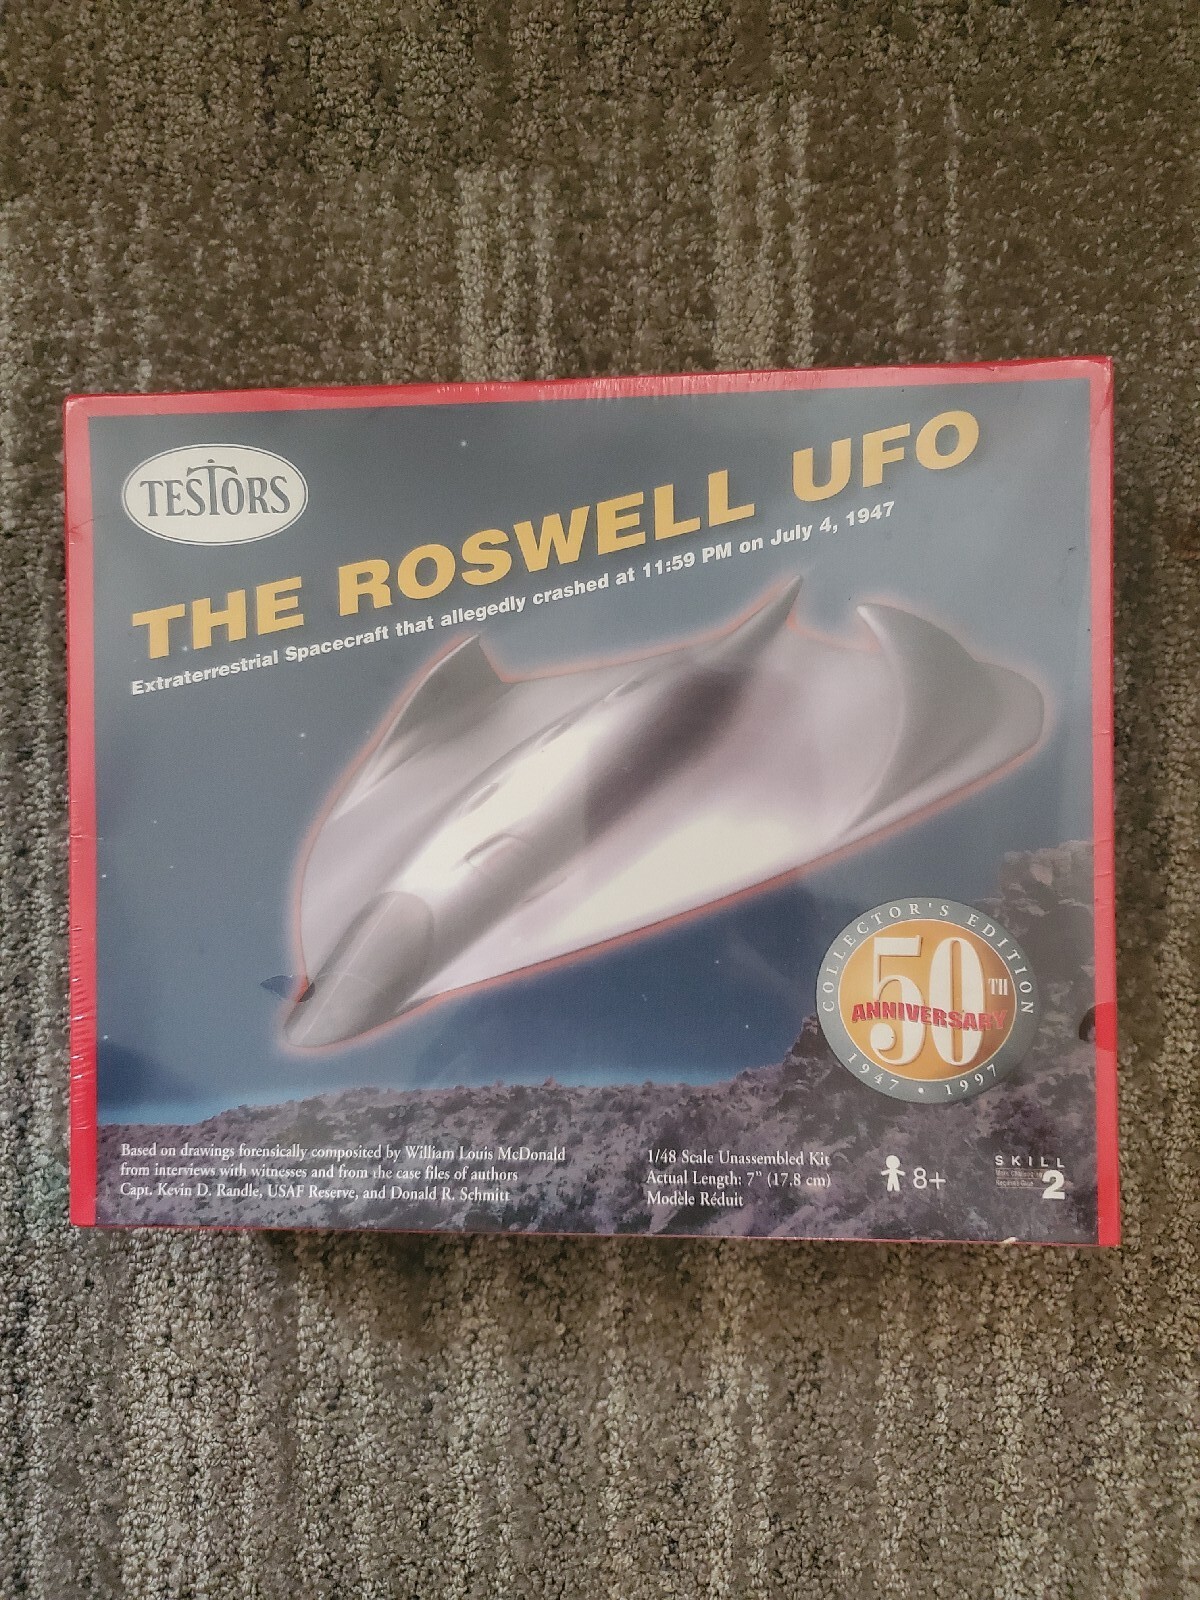 TESTORS
THE ROSWELL UFO
Extraterrestrial Spacecraft that allegedly crashed at 11:59 PM on July 4, 1947
COLLECTOR'S EDITION
50TH
ANNIVERSARY
1947 • 1997
Based on drawings forensically composited by William Louis McDonald
from interviews with witnesses and from the case files of authors
Capt. Kevin D. Randle, USAF Reserve, and Donald R. Schmitt
1/48 Scale Unassembled Kit
Actual Length: 7" (17.8 cm)
Modèle Réduit
8+
SKILL
2